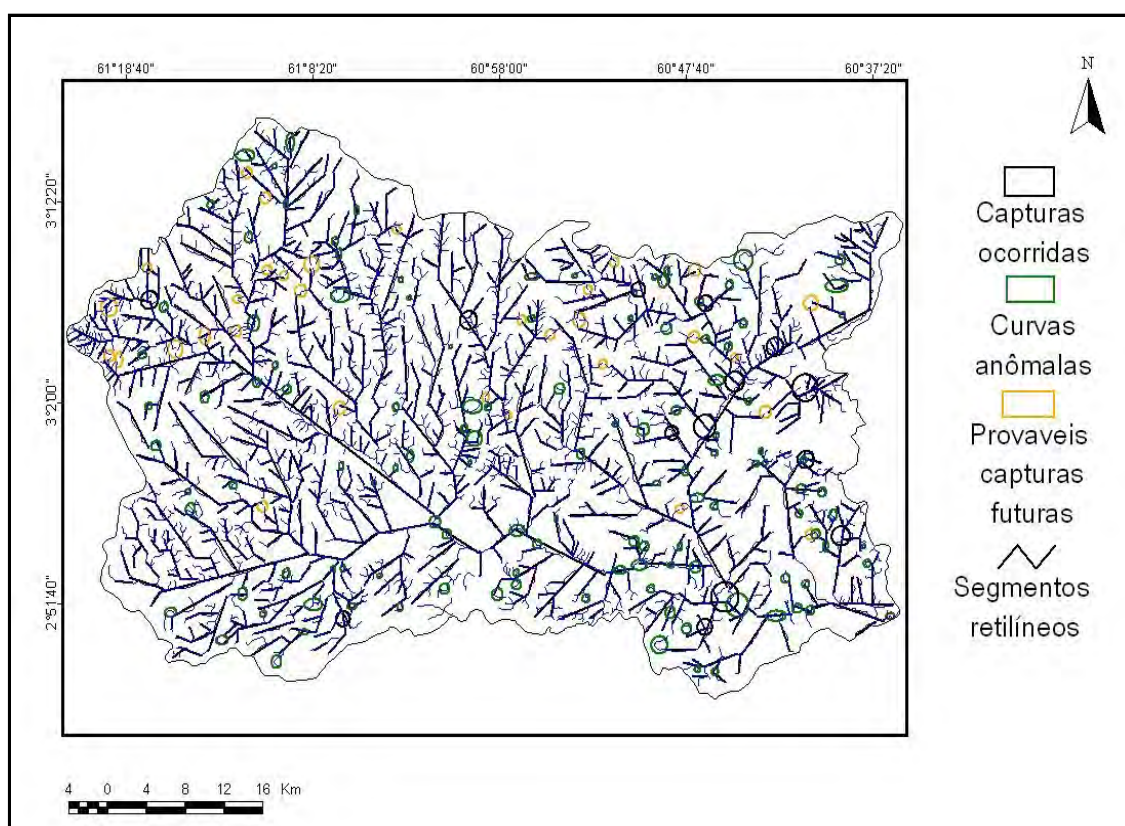 61°18'40" 61°8'20" 60°58'00" 60°47'40" 60°37'20"
N
3°12'20"
3°2'00"
2°51'40"
Capturas
ocorridas
Curvas
anômalas
Provaveis
capturas
futuras
Segmentos
retilíneos
4 0 4 8 12 16 Km